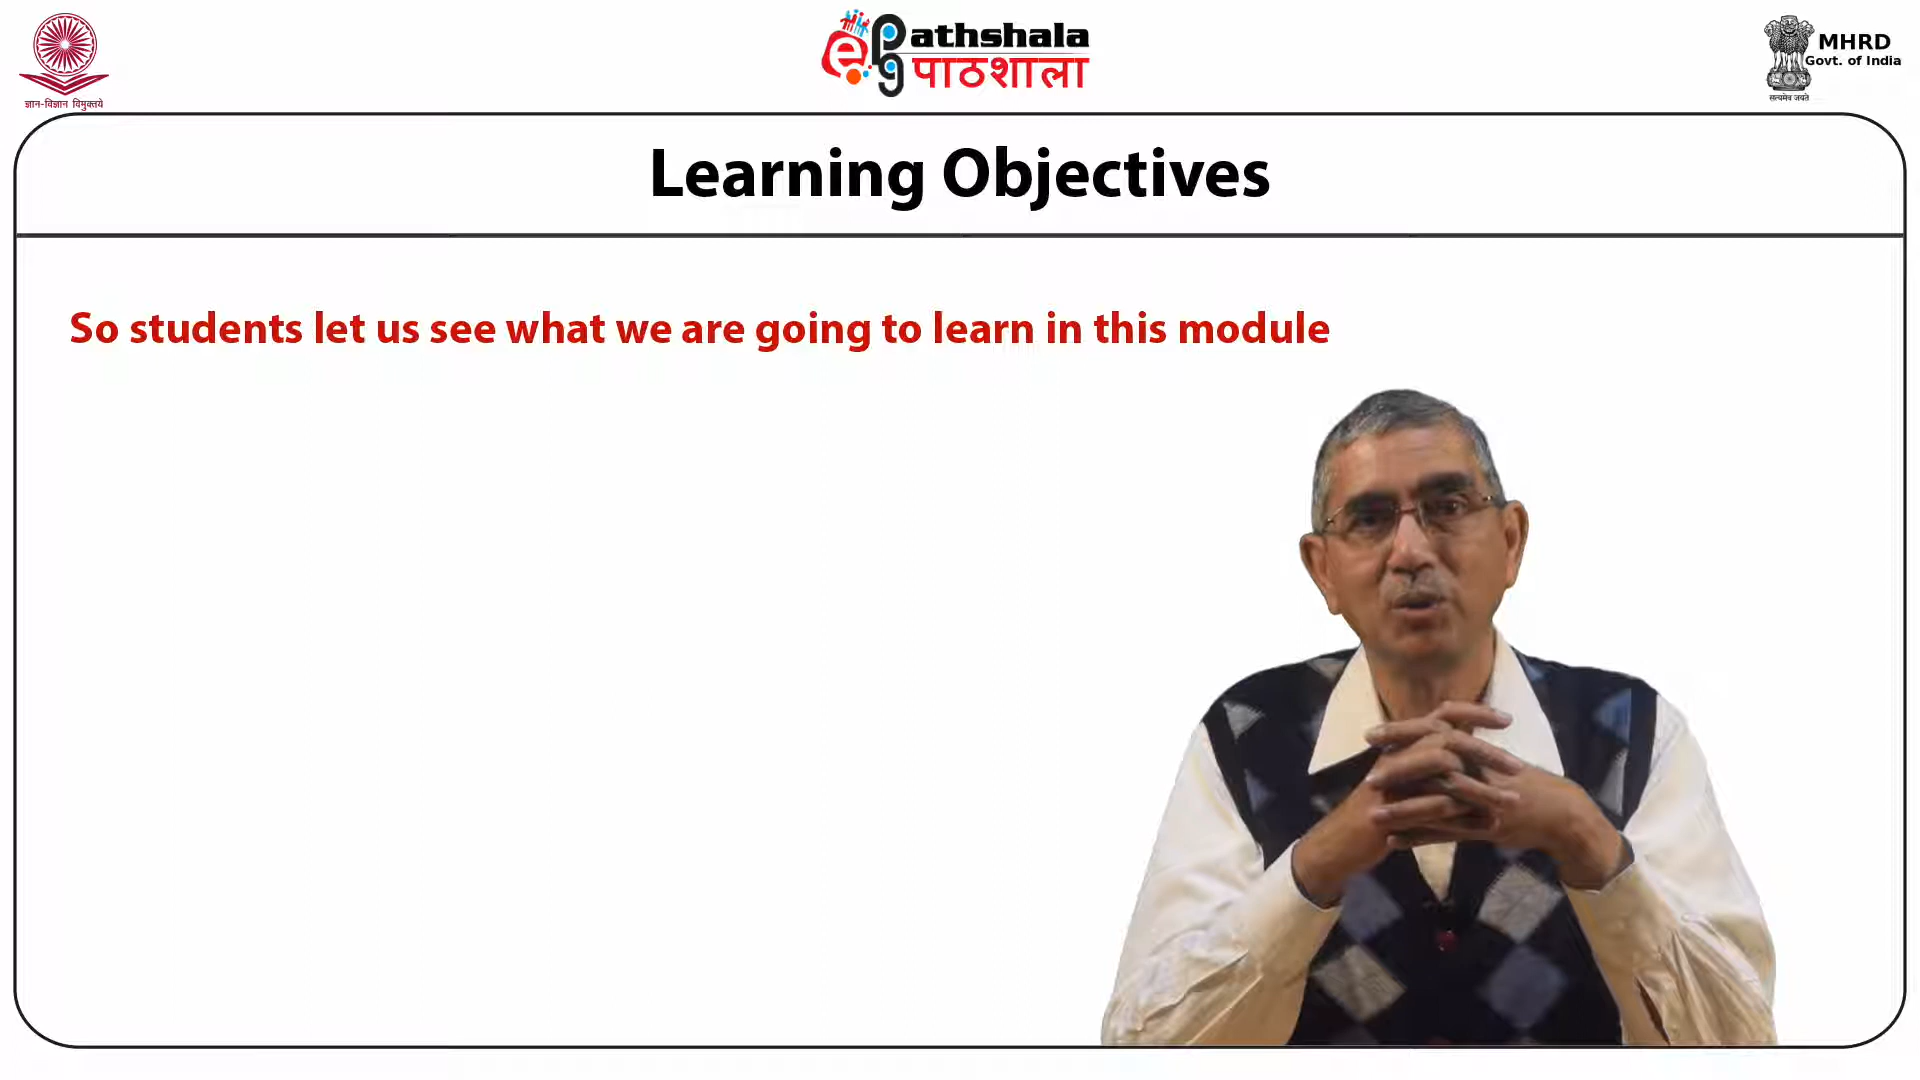 ज्ञान-विज्ञान विमुक्तये
e pg Pathshala
पाठशाला
MHRD
Govt. of India
सत्यमेव जयते
Learning Objectives
So students let us see what we are going to learn in this module